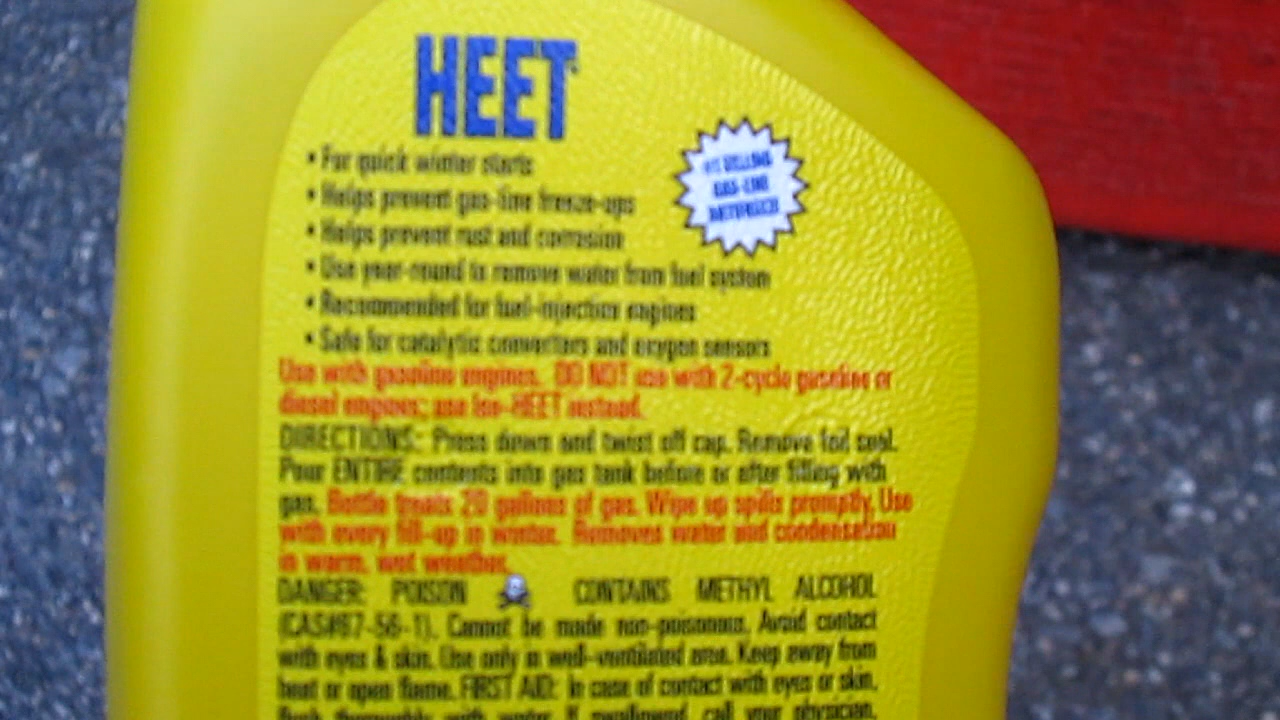 HEET
• For quick winter starts
• Helps prevent gas-line freeze-ups
• Helps prevent rust and corrosion
• Use year-round to remove water from fuel system
• Recommended for fuel-injection engines
• Safe for catalytic converters and oxygen sensors
#1 SELLING
GAS-LINE
ANTIFREEZE
Use with gasoline engines. DO NOT use with 2-cycle gasoline or
diesel engines; use Iso-HEET instead.
DIRECTIONS: Press down and twist off cap. Remove foil seal.
Pour ENTIRE contents into gas tank before or after filling with
gas. Bottle treats 20 gallons of gas. Wipe up spills promptly. Use
with every fill-up in winter. Removes water and condensation
in warm, wet weather.
DANGER: POISON CONTAINS METHYL ALCOHOL
(CAS#67-56-1). Cannot be made non-poisonous. Avoid contact
with eyes & skin. Use only in well-ventilated area. Keep away from
heat or open flame. FIRST AID: In case of contact with eyes or skin,
flush thoroughly with water. If swallowed, call your physician,